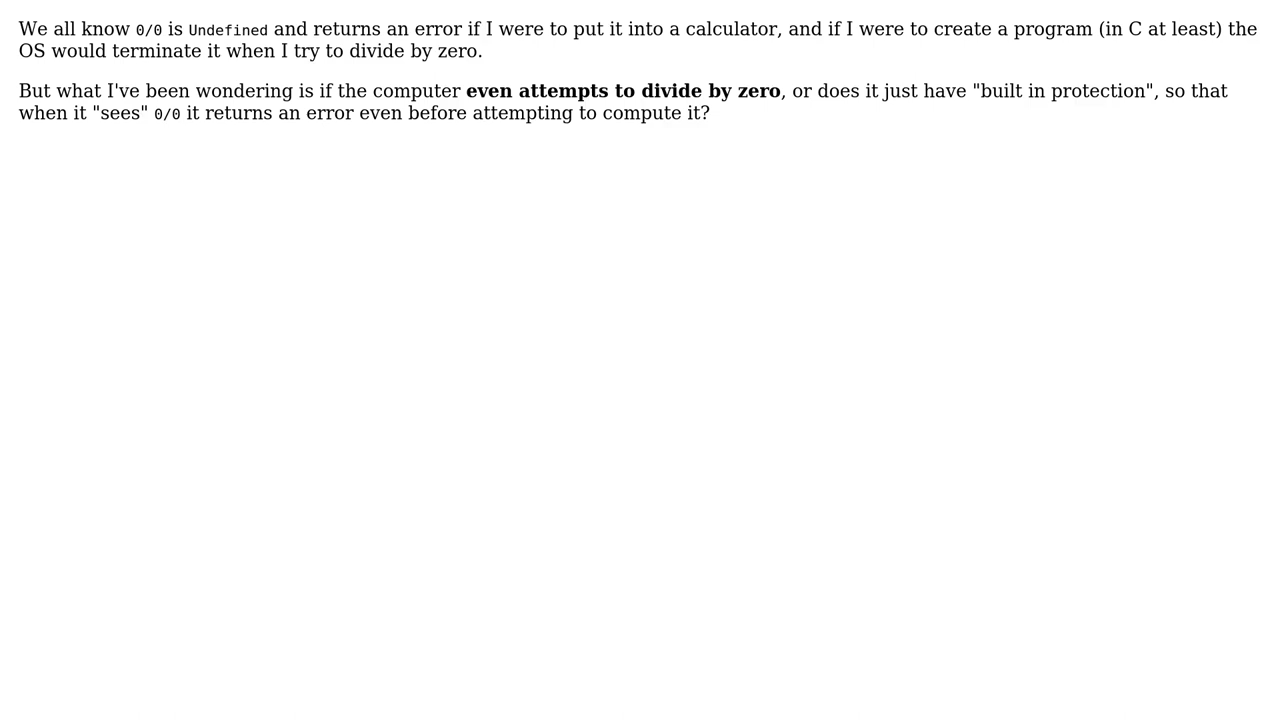 We all know 0/0 is Undefined and returns an error if I were to put it into a calculator, and if I were to create a program (in C at least) the
OS would terminate it when I try to divide by zero.
But what I've been wondering is if the computer even attempts to divide by zero, or does it just have "built in protection", so that
when it "sees" 0/0 it returns an error even before attempting to compute it?